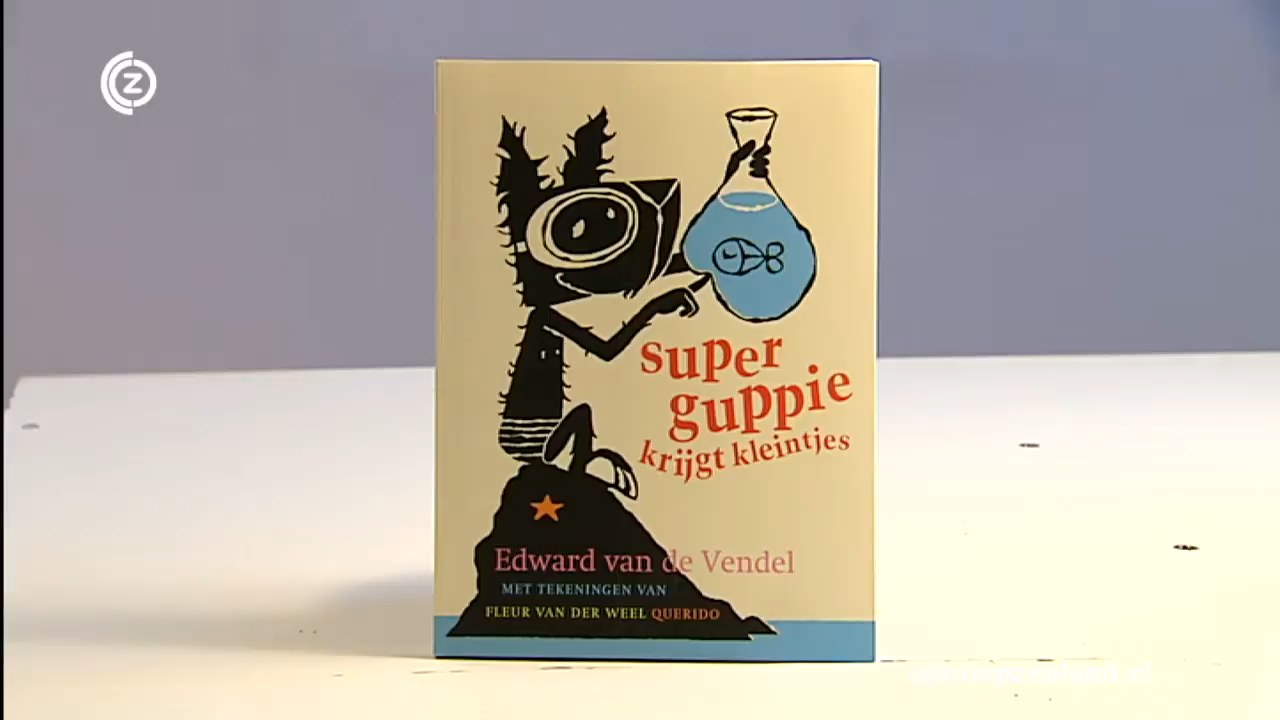 Z
super
guppie
krijgt kleintjes
Edward van de Vendel
MET TEKENINGEN VAN
FLEUR VAN DER WEEL QUERIDO